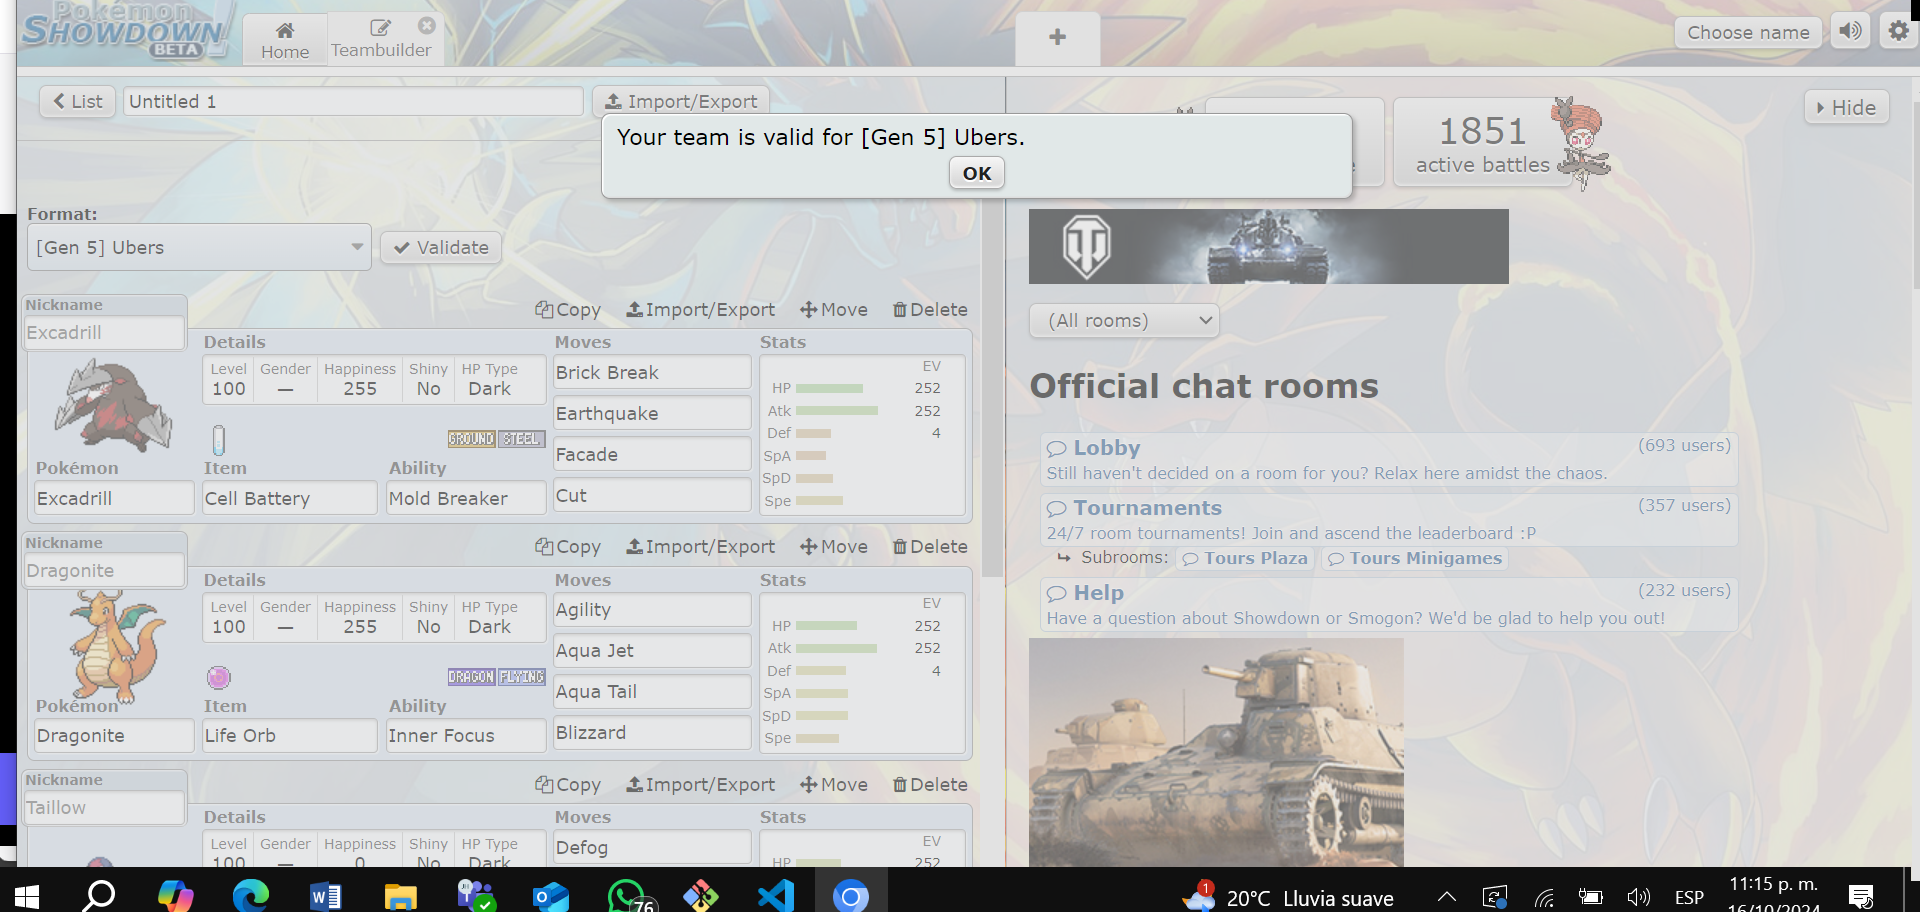 Pokémon
SHOWDOWN
BETA
Home
Teambuilder
Choose name
List
Untitled 1
Import/Export
Your team is valid for [Gen 5] Ubers.
OK
1851
active battles
Hide
Format:
[Gen 5] Ubers
Validate
(All rooms)
Official chat rooms
Lobby
(693 users)
Still haven't decided on a room for you? Relax here amidst the chaos.
Tournaments
(357 users)
24/7 room tournaments! Join and ascend the leaderboard :P
Subrooms: Tours Plaza Tours Minigames
Help
(232 users)
Have a question about Showdown or Smogon? We'd be glad to help you out!
Nickname
Excadrill
Copy Import/Export Move Delete
Details
Level Gender Happiness Shiny HP Type
100 — 255 No Dark
GROUND STEEL
Pokémon Item Ability
Excadrill Cell Battery Mold Breaker
Moves
Brick Break
Earthquake
Facade
Cut
Stats
EV
HP 252
Atk 252
Def 4
SpA
SpD
Spe
Nickname
Dragonite
Copy Import/Export Move Delete
Details
Level Gender Happiness Shiny HP Type
100 — 255 No Dark
DRAGON FLYING
Pokémon Item Ability
Dragonite Life Orb Inner Focus
Moves
Agility
Aqua Jet
Aqua Tail
Blizzard
Stats
EV
HP 252
Atk 252
Def 4
SpA
SpD
Spe
Nickname
Taillow
Copy Import/Export Move Delete
Details
Level Gender Happiness Shiny HP Type
100 — 0 No Dark
Moves
Defog
Stats
EV
HP 252
76
1
20°C Lluvia suave
ESP
11:15 p. m.
16/10/2024